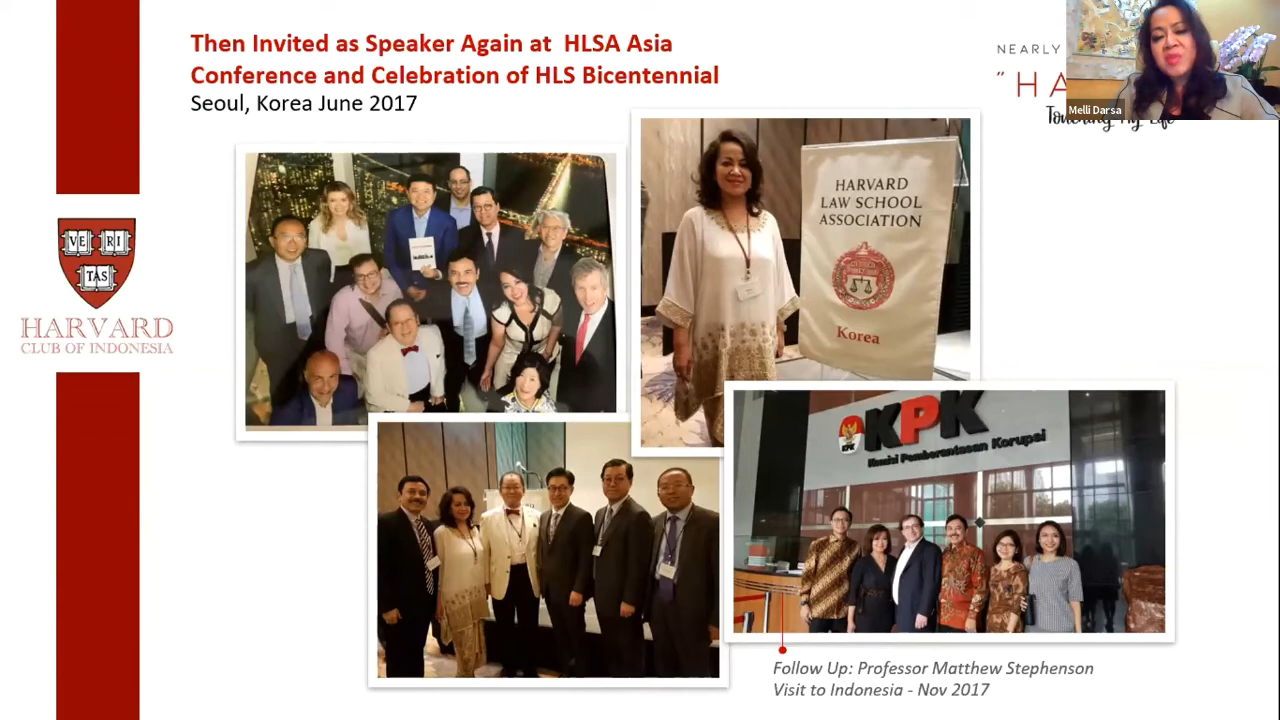 Then Invited as Speaker Again at HLSA Asia
Conference and Celebration of HLS Bicentennial
Seoul, Korea June 2017
NEARLY
"HA
Melli Darsa
VE RI
TAS
HARVARD
CLUB OF INDONESIA
HARVARD
LAW SCHOOL
ASSOCIATION
Korea
KPK
KPK
Komisi Pemberantasan Korupsi
Follow Up: Professor Matthew Stephenson
Visit to Indonesia - Nov 2017